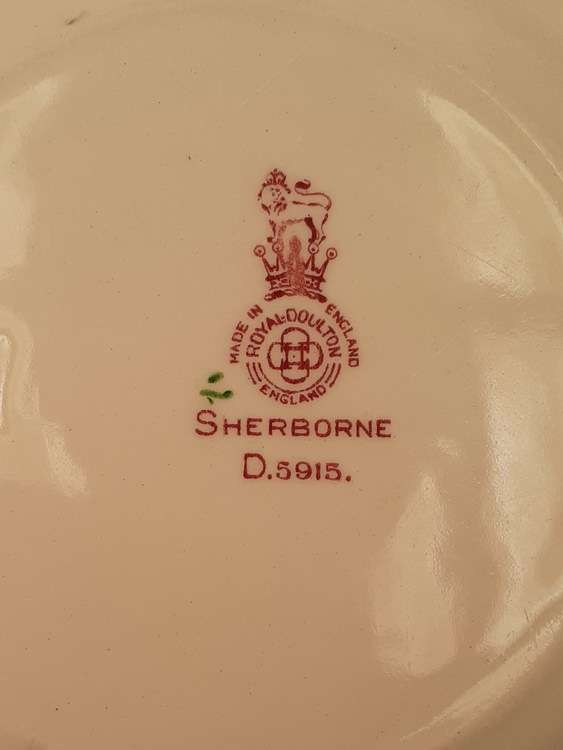 MADE IN ENGLAND
ROYAL-DOULTON
ENGLAND
SHERBORNE
D.5915.